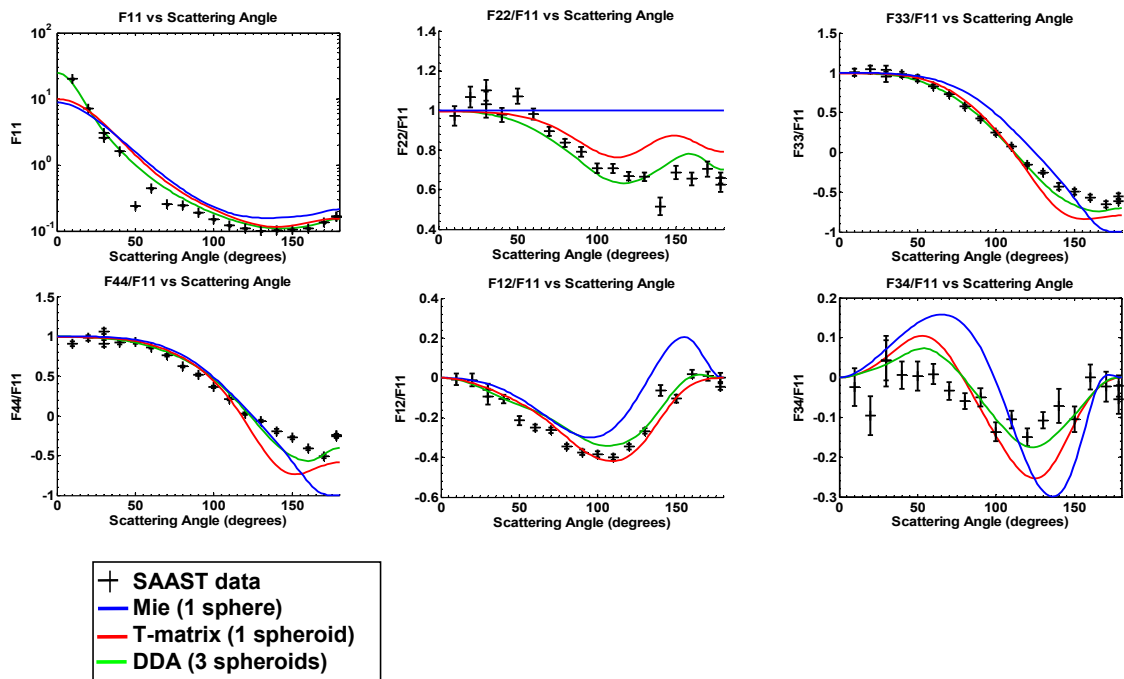 F11 vs Scattering Angle
10^2
10^1
10^0
10^-1
F11
0 50 100 150
Scattering Angle (degrees)
F22/F11 vs Scattering Angle
1.4
1.2
1
0.8
0.6
0.4
0.2
F22/F11
0 50 100 150
Scattering Angle (degrees)
F33/F11 vs Scattering Angle
1.5
1
0.5
0
-0.5
-1
F33/F11
0 50 100 150
Scattering Angle (degrees)
F44/F11 vs Scattering Angle
1.5
1
0.5
0
-0.5
-1
F44/F11
0 50 100 150
Scattering Angle (degrees)
F12/F11 vs Scattering Angle
0.4
0.2
0
-0.2
-0.4
-0.6
F12/F11
0 50 100 150
Scattering Angle (degrees)
F34/F11 vs Scattering Angle
0.2
0.1
0
-0.1
-0.2
-0.3
F34/F11
0 50 100 150
Scattering Angle (degrees)
SAAST data
Mie (1 sphere)
T-matrix (1 spheroid)
DDA (3 spheroids)